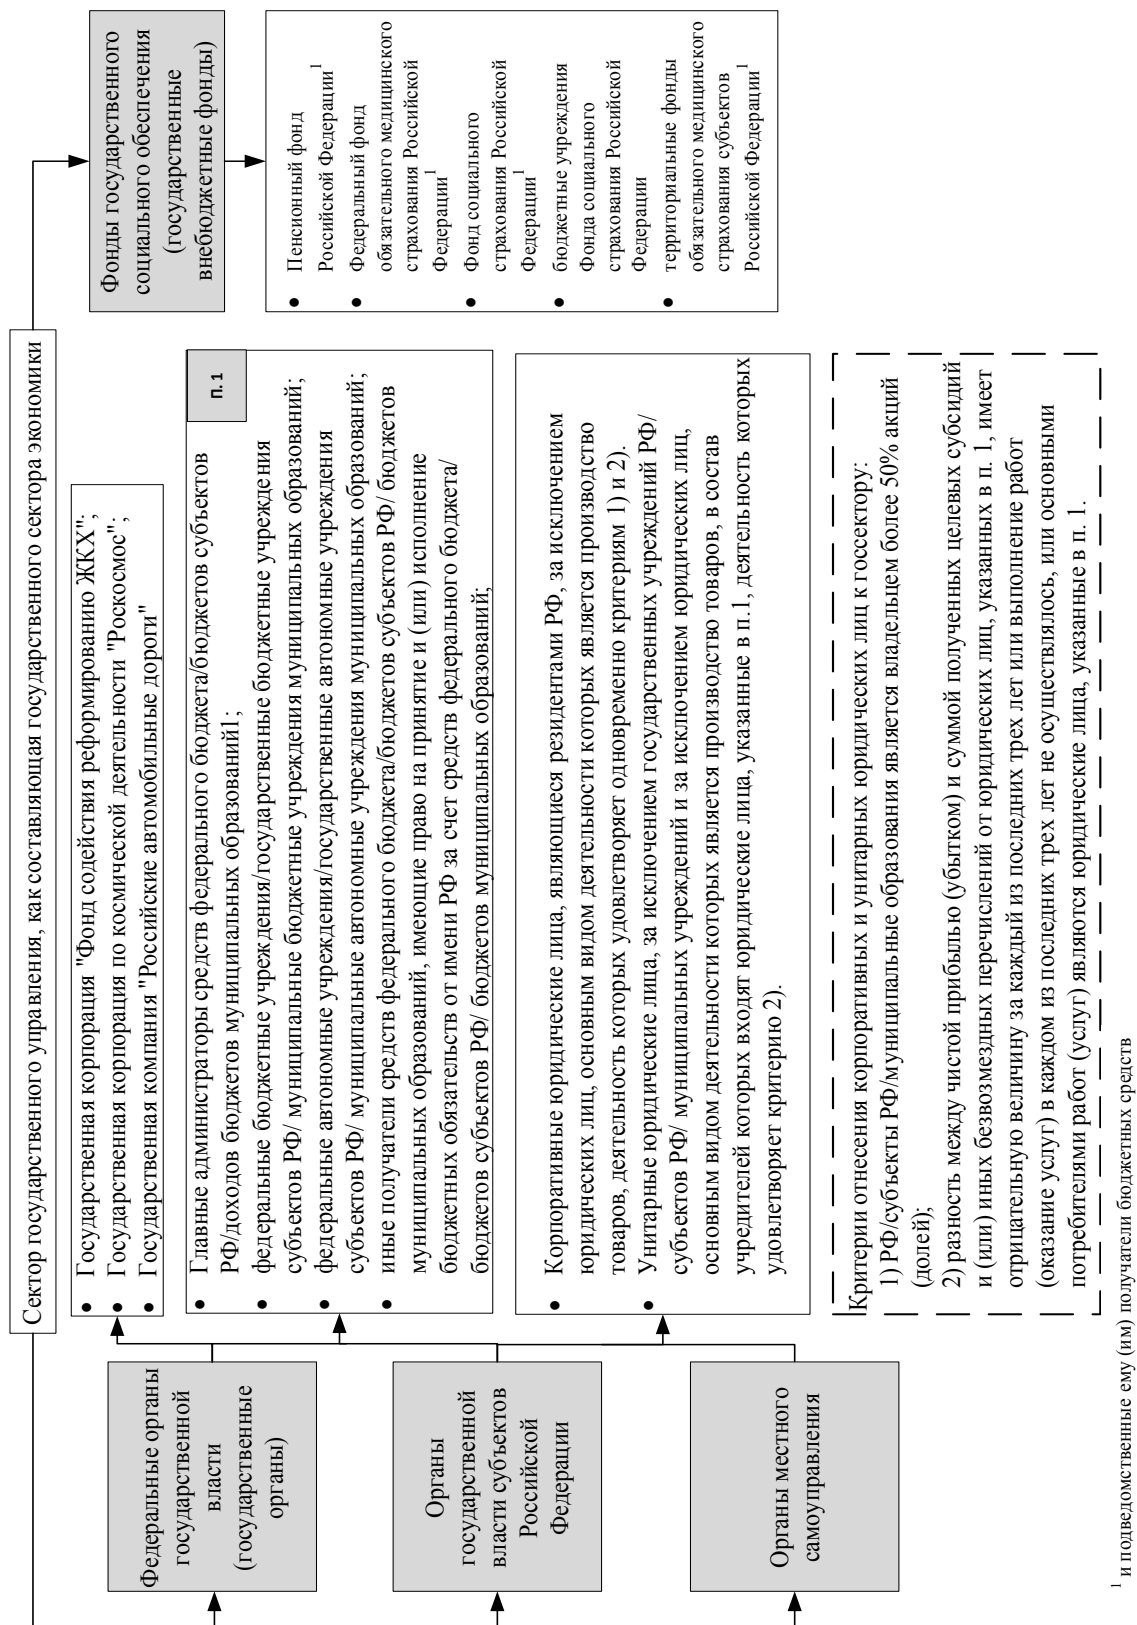 Сектор государственного управления, как составляющая государственного сектора экономики
Федеральные органы
государственной
власти
(государственные
органы)
Органы
государственной
власти субъектов
Российской
Федерации
Органы местного
самоуправления
• Государственная корпорация "Фонд содействия реформированию ЖКХ";
• Государственная корпорация по космической деятельности "Роскосмос";
• Государственная компания "Российские автомобильные дороги"
п. 1
• Главные администраторы средств федерального бюджета/бюджетов субъектов
РФ/доходов бюджетов муниципальных образований1;
• федеральные бюджетные учреждения/государственные бюджетные учреждения
субъектов РФ/ муниципальные бюджетные учреждения муниципальных образований;
• федеральные автономные учреждения/государственные автономные учреждения
субъектов РФ/ муниципальные автономные учреждения муниципальных образований;
• иные получатели средств федерального бюджета/бюджетов субъектов РФ/ бюджетов
муниципальных образований, имеющие право на принятие и (или) исполнение
бюджетных обязательств от имени РФ за счет средств федерального бюджета/
бюджетов субъектов РФ/ бюджетов муниципальных образований;
• Корпоративные юридические лица, являющиеся резидентами РФ, за исключением
юридических лиц, основным видом деятельности которых является производство
товаров, деятельность которых удовлетворяет одновременно критериям 1) и 2).
• Унитарные юридические лица, за исключением государственных учреждений РФ/
субъектов РФ/ муниципальных учреждений и за исключением юридических лиц,
основным видом деятельности которых является производство товаров, в состав
учредителей которых входят юридические лица, указанные в п.1, деятельность которых
удовлетворяет критерию 2).
Критерии отнесения корпоративных и унитарных юридических лиц к госсектору:
1) РФ/субъекты РФ/муниципальные образования является владельцем более 50% акций
(долей);
2) разность между чистой прибылью (убытком) и суммой полученных целевых субсидий
и (или) иных безвозмездных перечислений от юридических лиц, указанных в п. 1, имеет
отрицательную величину за каждый из последних трех лет или выполнение работ
(оказание услуг) в каждом из последних трех лет не осуществлялось, или основными
потребителями работ (услуг) являются юридические лица, указанные в п. 1.
Фонды государственного
социального обеспечения
(государственные
внебюджетные фонды)
• Пенсионный фонд
Российской Федерации¹
• Федеральный фонд
обязательного медицинского
страхования Российской
Федерации¹
• Фонд социального
страхования Российской
Федерации¹
• бюджетные учреждения
Фонда социального
страхования Российской
Федерации
• территориальные фонды
обязательного медицинского
страхования субъектов
Российской Федерации¹
¹ и подведомственные ему (им) получатели бюджетных средств